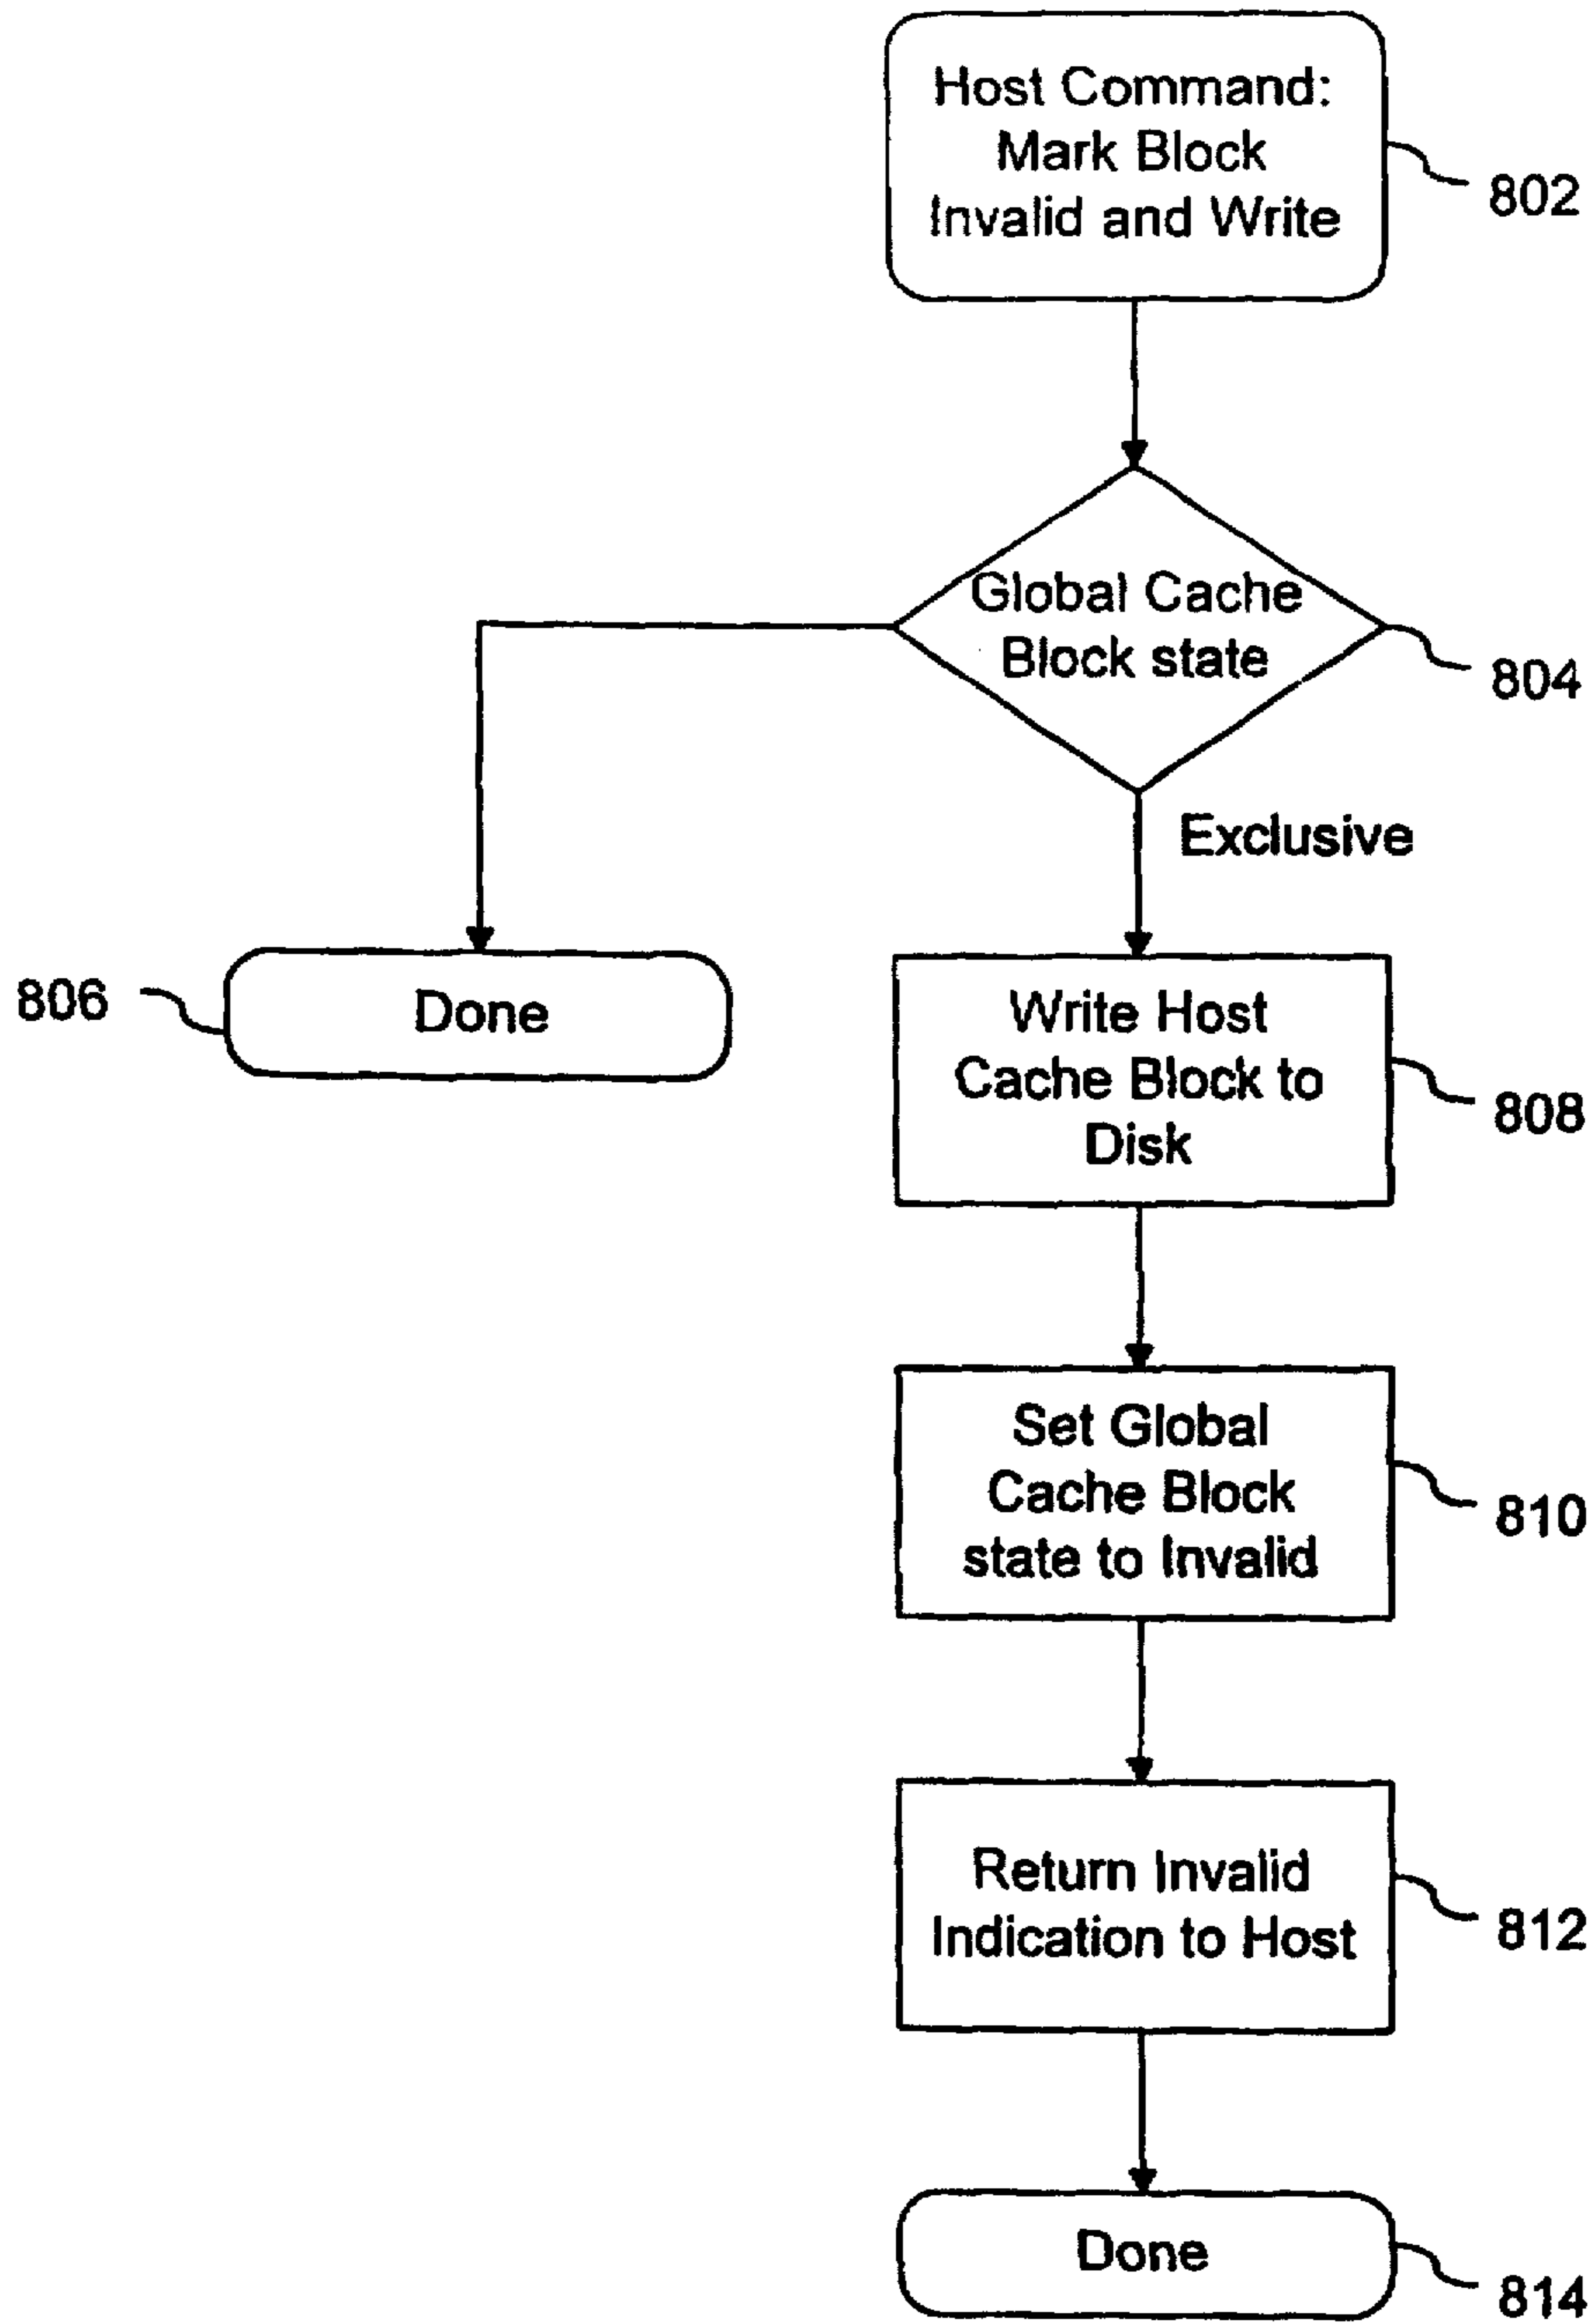 Host Command:
Mark Block
Invalid and Write
802
Global Cache
Block state
804
Exclusive
806
Done
Write Host
Cache Block to
Disk
808
Set Global
Cache Block
state to Invalid
810
Return Invalid
Indication to Host
812
Done
814